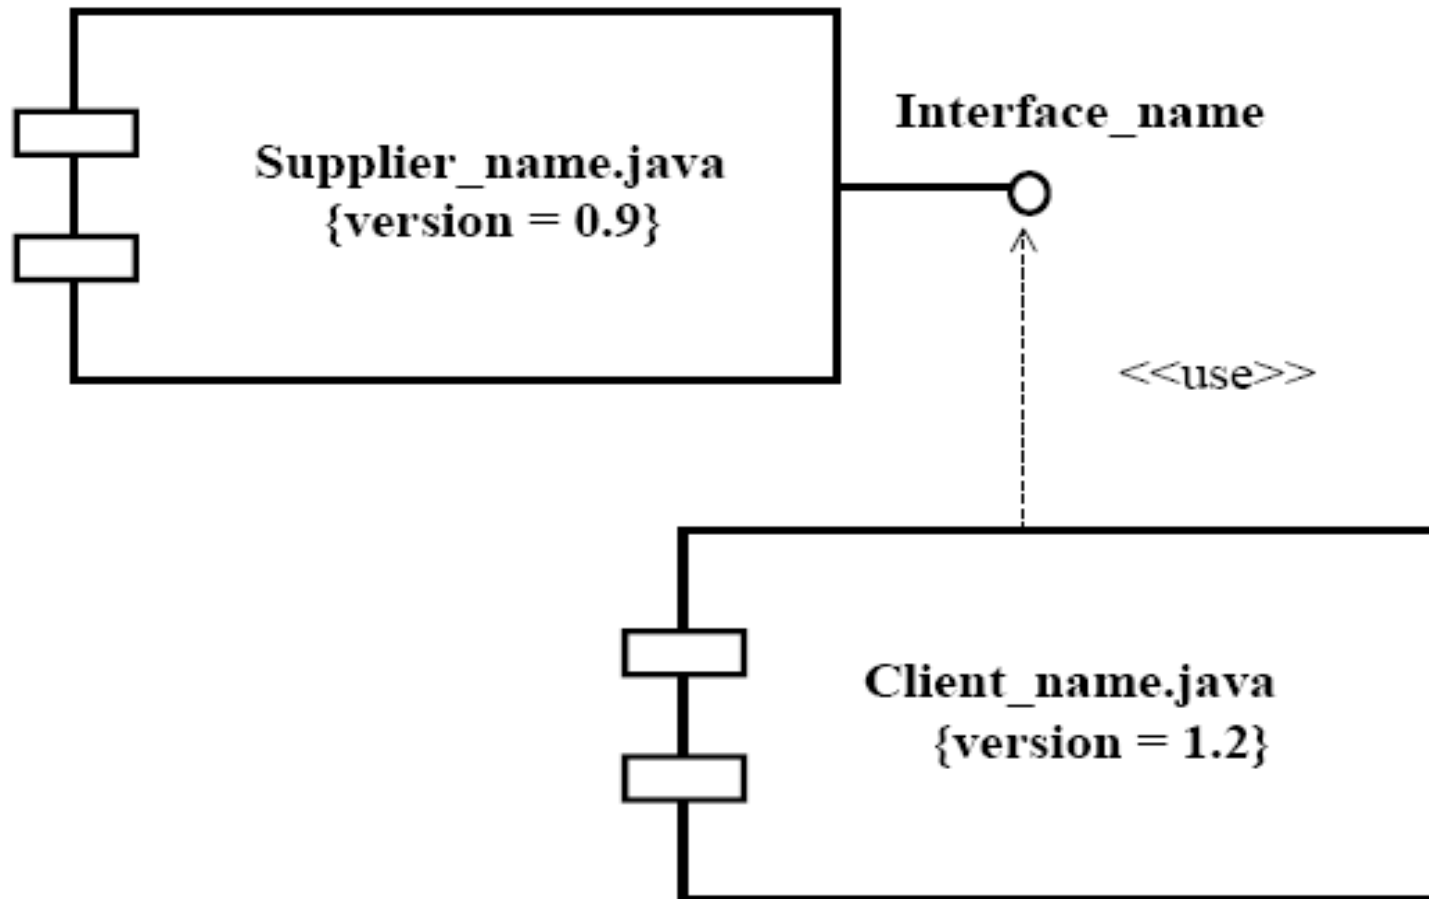 Interface_name
Supplier_name.java
{version = 0.9}
<<use>>
Client_name.java
{version = 1.2}